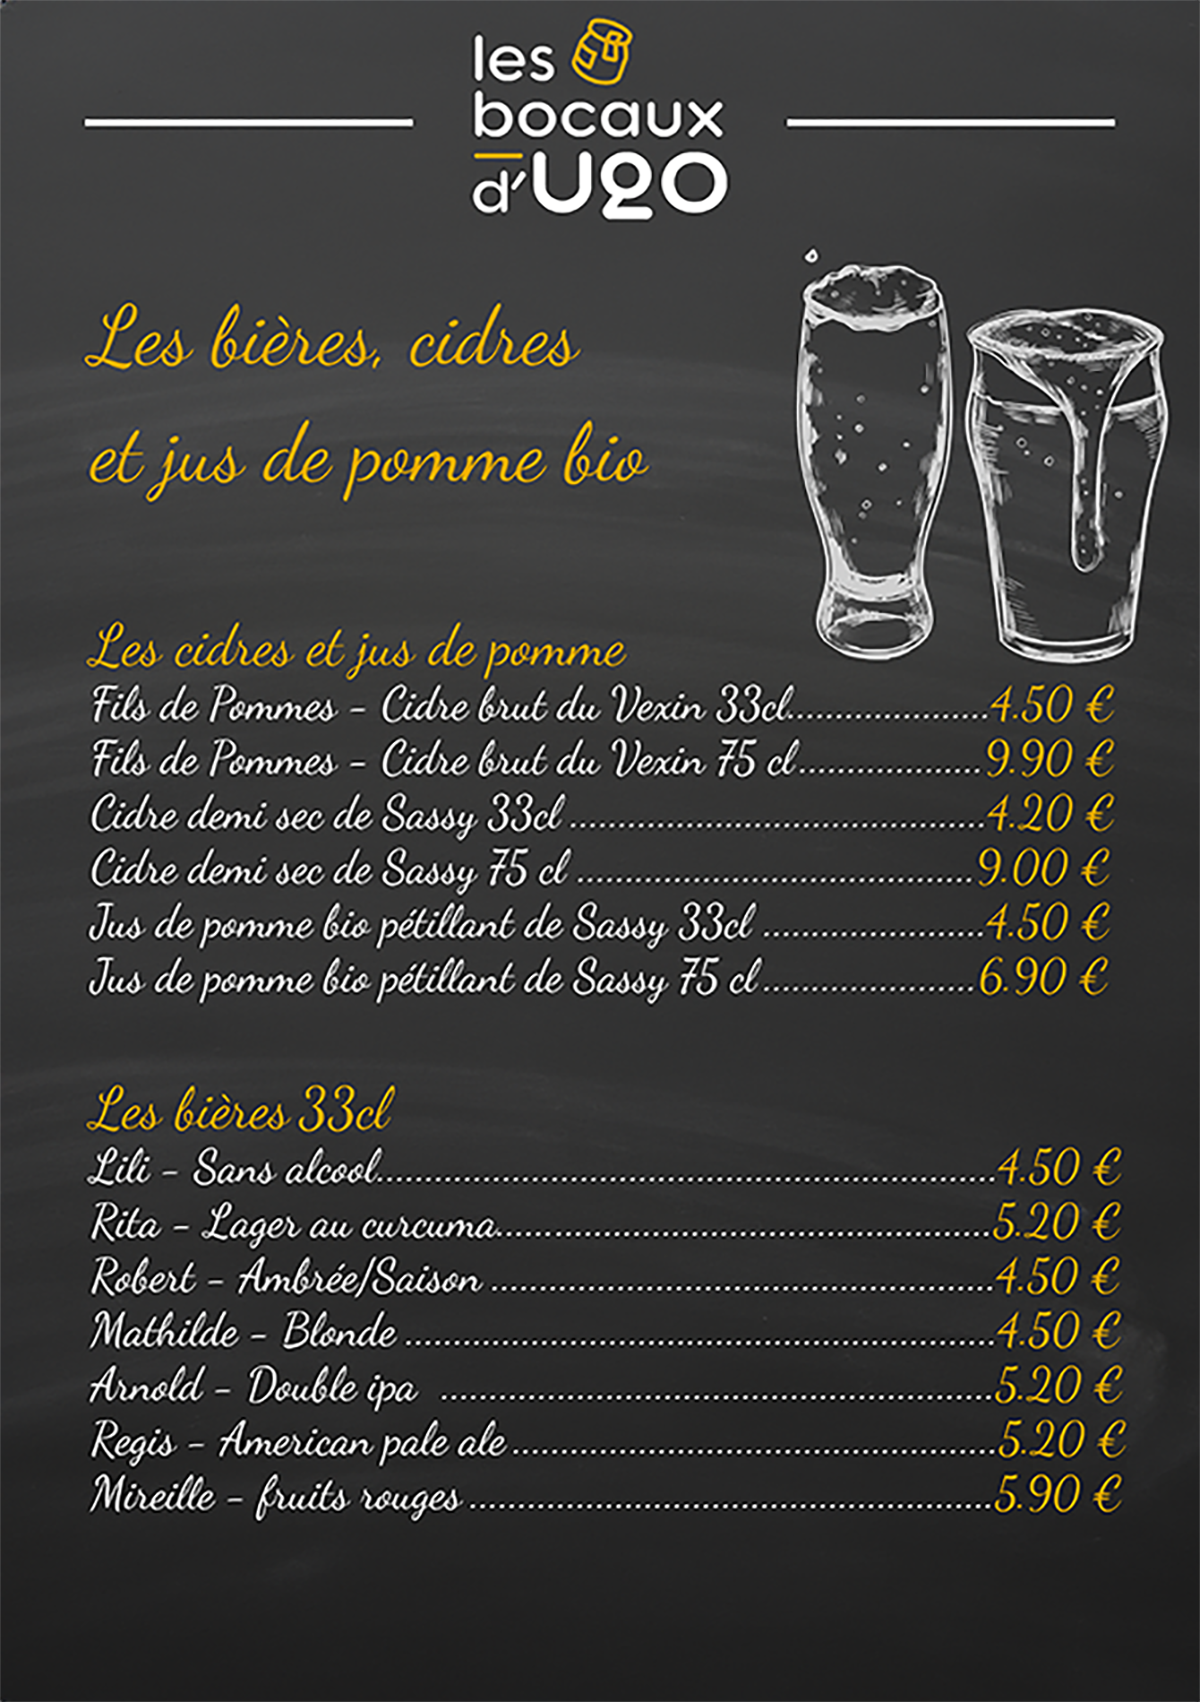 les
bocaux
d'Ugo
Les bières, cidres
et jus de pomme bio
Les cidres et jus de pomme
Fils de Pommes - Cidre brut du Vexin 33cl....................4.50 €
Fils de Pommes - Cidre brut du Vexin 75 cl..................9.90 €
Cidre demi sec de Sassy 33cl ..........................................4.20 €
Cidre demi sec de Sassy 75 cl ........................................9.00 €
Jus de pomme bio pétillant de Sassy 33cl ......................4.50 €
Jus de pomme bio pétillant de Sassy 75 cl .....................6.90 €
Les bières 33cl
Lili - Sans alcool..............................................................4.50 €
Rita - Lager au curcuma.................................................5.20 €
Robert - Ambrée/Saison ..................................................4.50 €
Mathilde - Blonde ...........................................................4.50 €
Arnold - Double ipa .......................................................5.20 €
Regis - American pale ale ................................................5.20 €
Mireille - fruits rouges ....................................................5.90 €